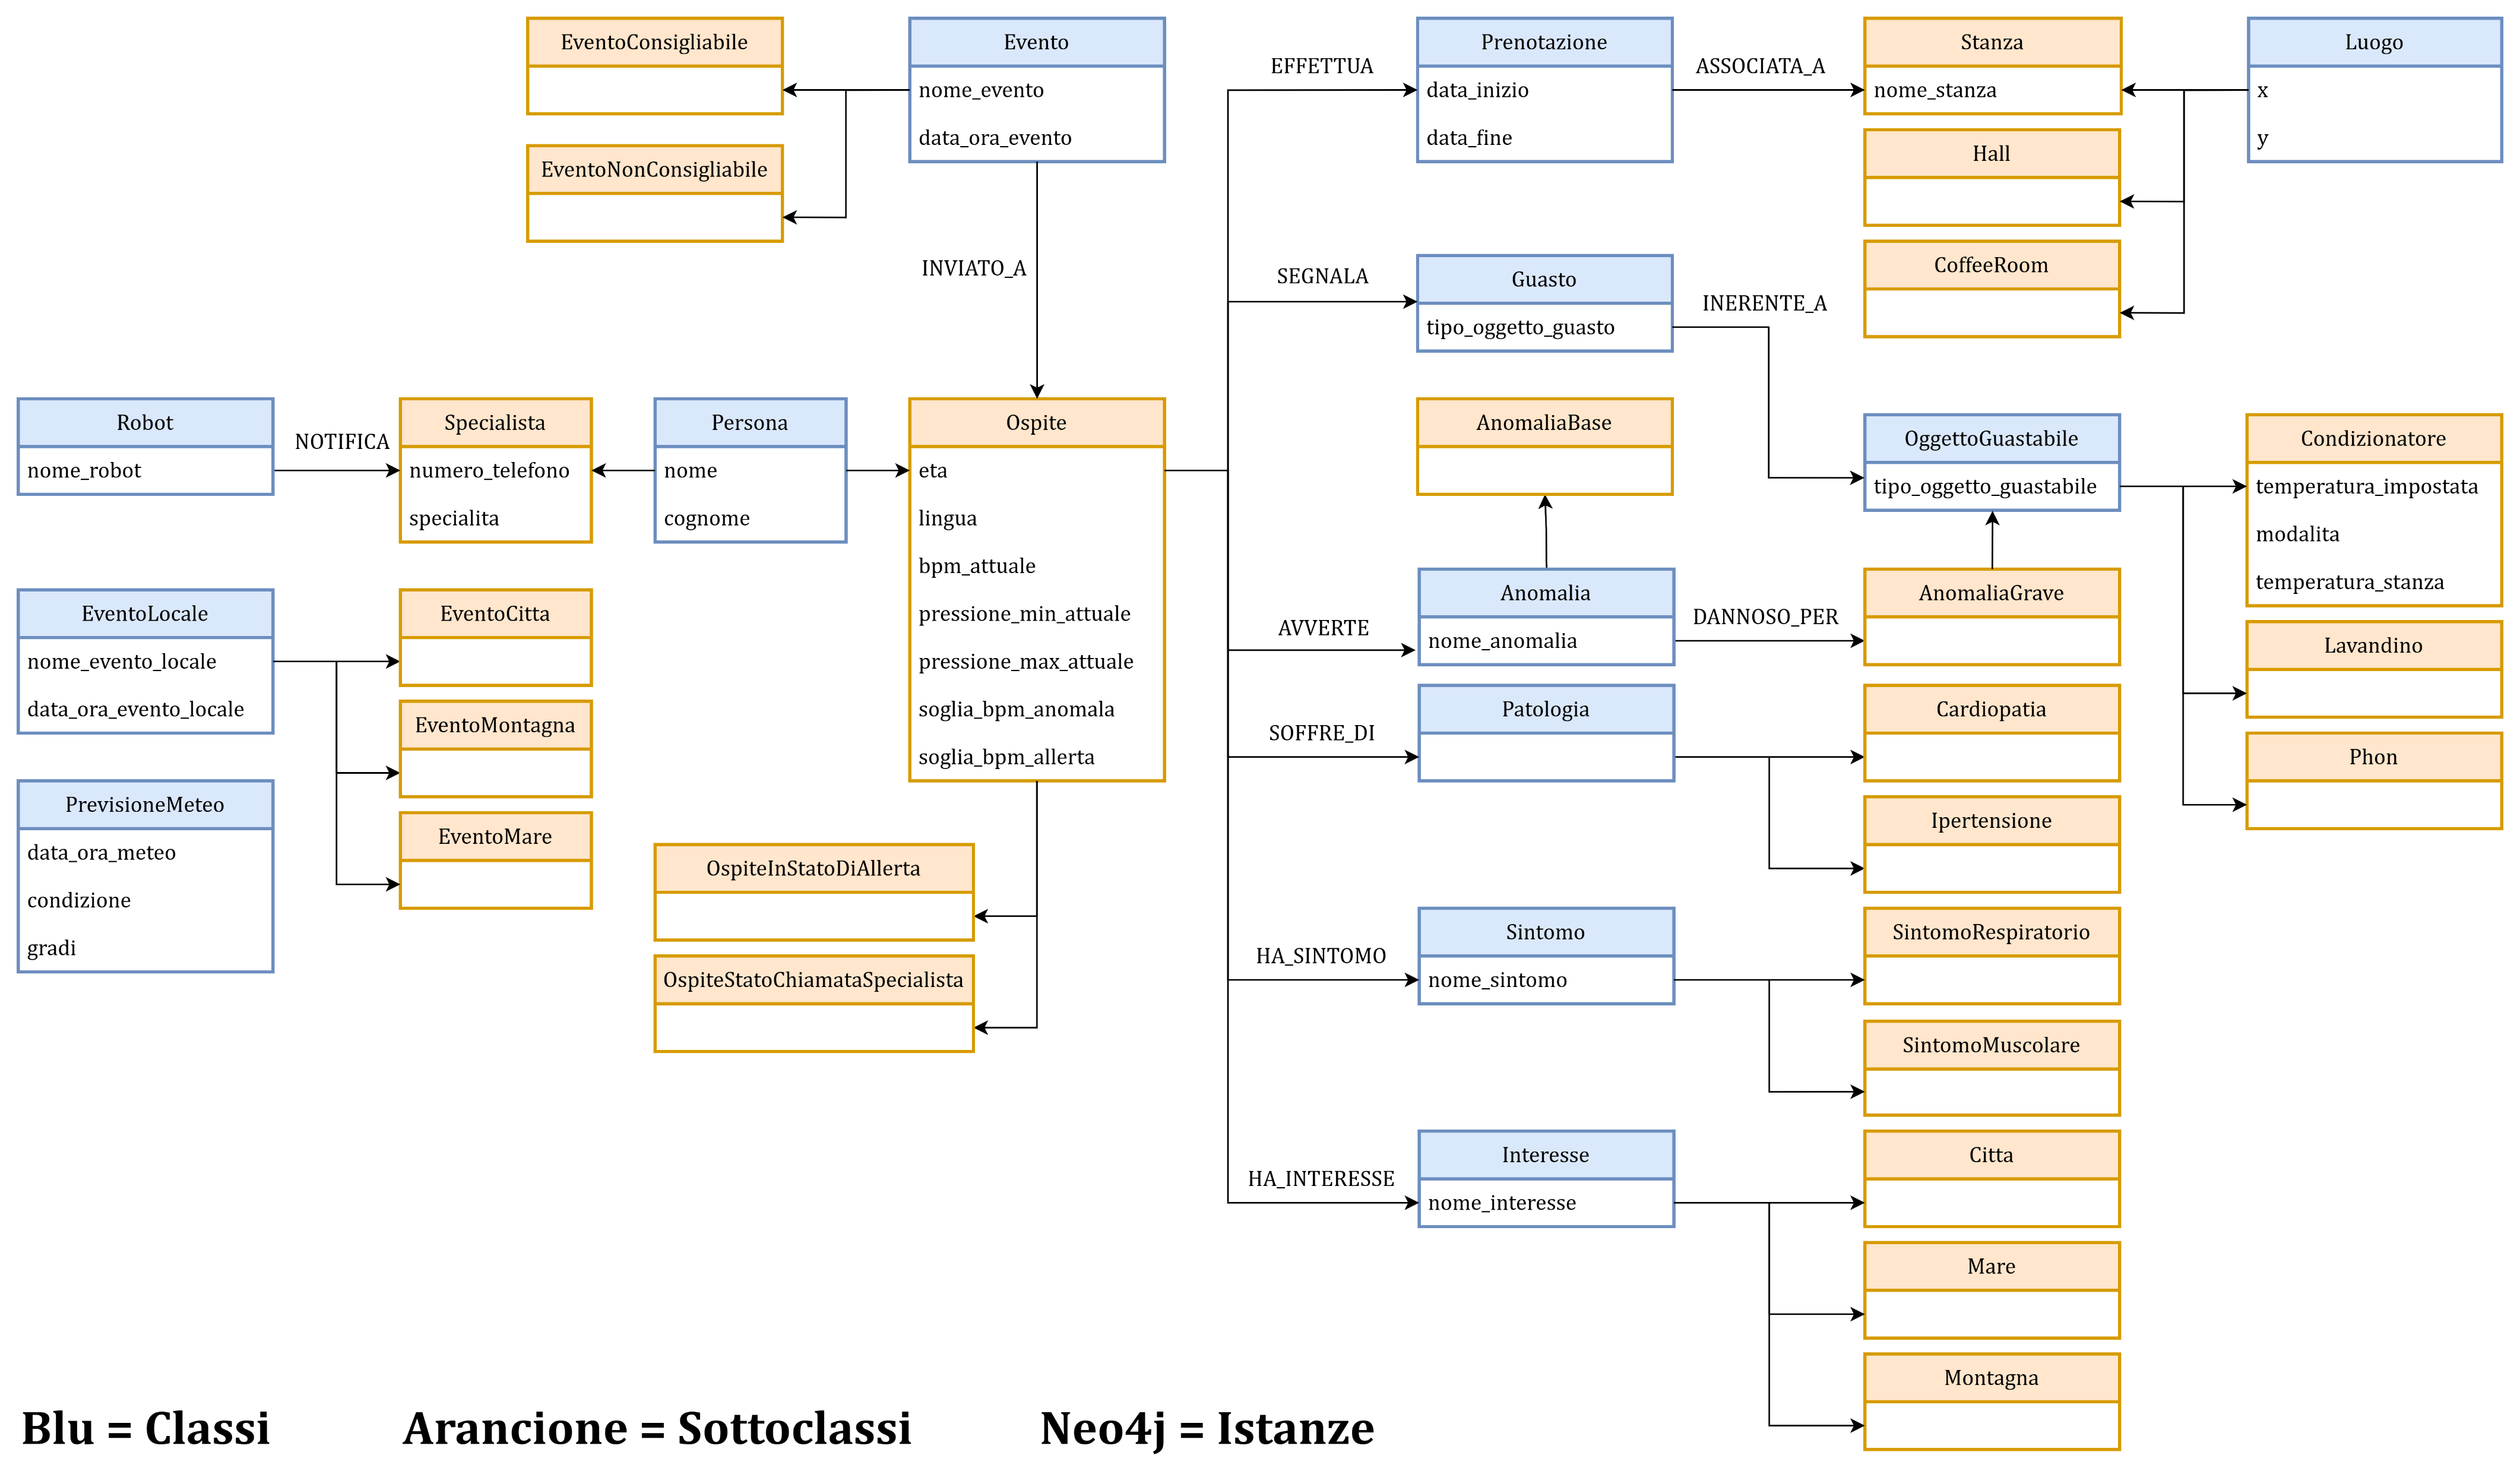 EventoConsigliabile
EventoNonConsigliabile
Evento
nome_evento
data_ora_evento
INVIATO_A
EFFETTUA
Prenotazione
data_inizio
data_fine
ASSOCIATA_A
Stanza
nome_stanza
Hall
CoffeeRoom
Luogo
x
y
SEGNALA
Guasto
tipo_oggetto_guasto
INERENTE_A
Robot
nome_robot
NOTIFICA
Specialista
numero_telefono
specialita
Persona
nome
cognome
Ospite
eta
lingua
bpm_attuale
pressione_min_attuale
pressione_max_attuale
soglia_bpm_anomala
soglia_bpm_allerta
AnomaliaBase
OggettoGuastabile
tipo_oggetto_guastabile
Condizionatore
temperatura_impostata
modalita
temperatura_stanza
Lavandino
Phon
EventoLocale
nome_evento_locale
data_ora_evento_locale
EventoCitta
EventoMontagna
EventoMare
AVVERTE
Anomalia
nome_anomalia
DANNOSO_PER
AnomaliaGrave
SOFFRE_DI
Patologia
Cardiopatia
Ipertensione
PrevisioneMeteo
data_ora_meteo
condizione
gradi
OspiteInStatoDiAllerta
OspiteStatoChiamataSpecialista
HA_SINTOMO
Sintomo
nome_sintomo
SintomoRespiratorio
SintomoMuscolare
HA_INTERESSE
Interesse
nome_interesse
Citta
Mare
Montagna
Blu = Classi
Arancione = Sottoclassi
Neo4j = Istanze